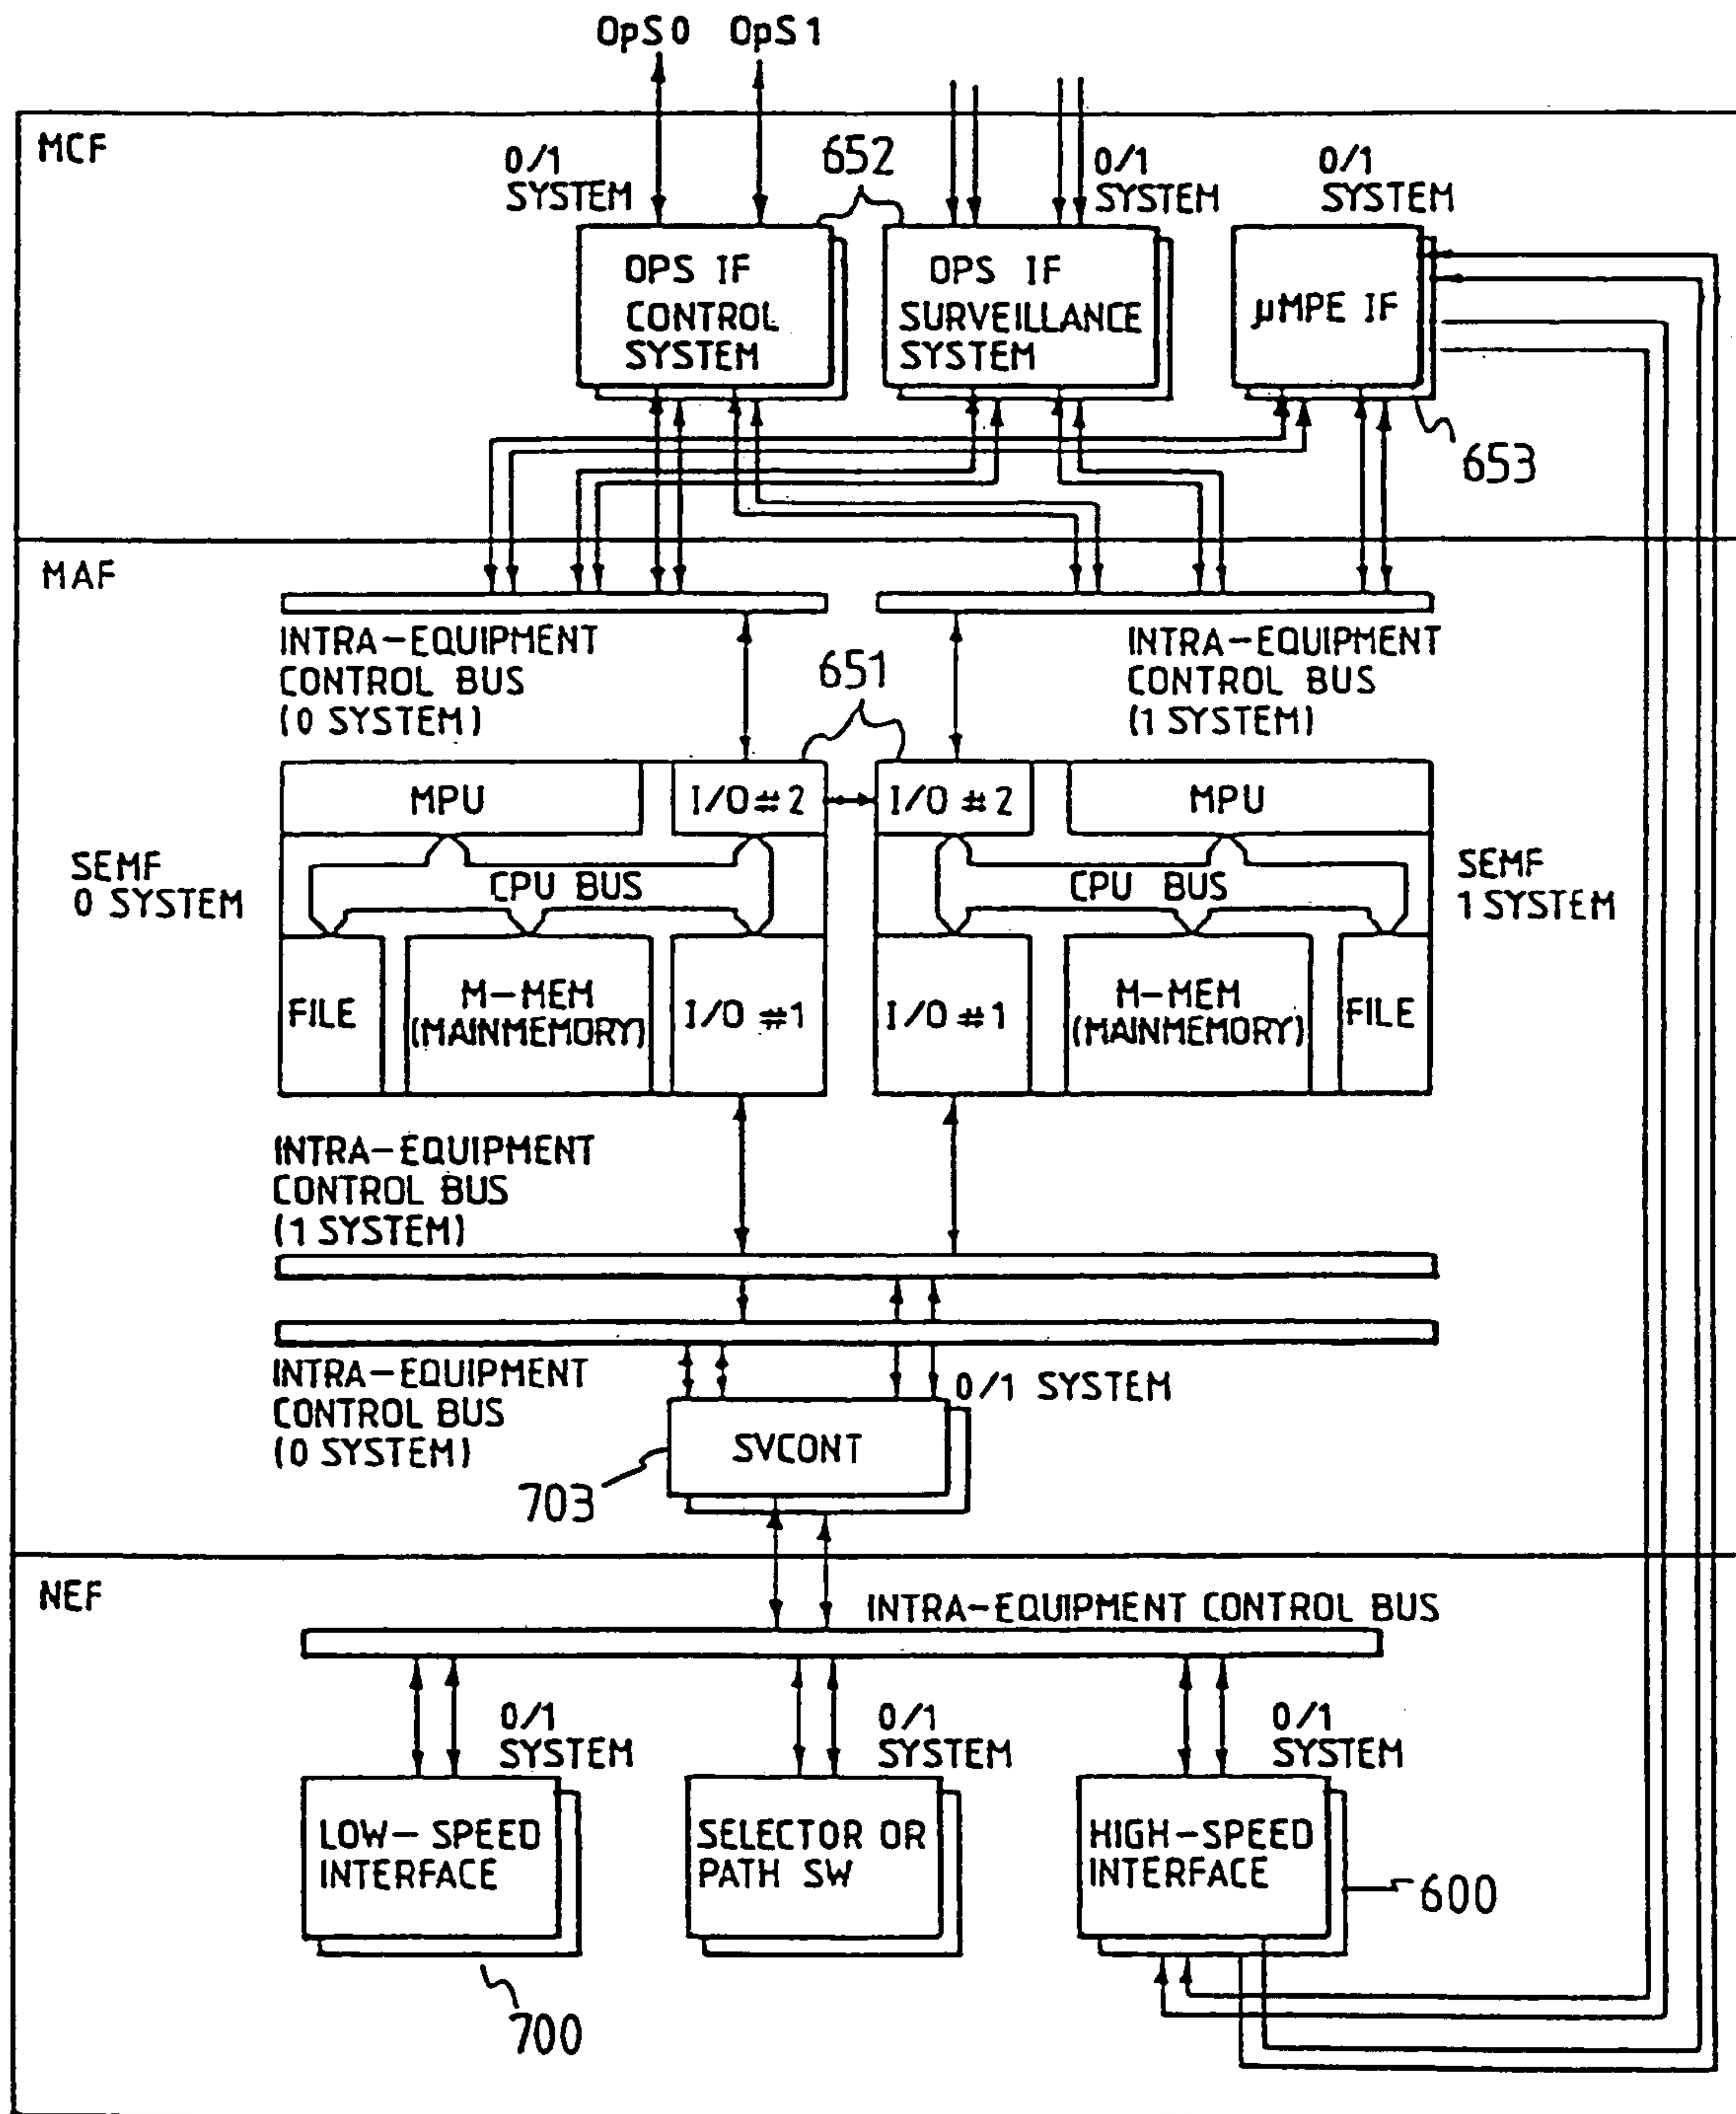 OpS0 OpS1
MCF
0/1
SYSTEM
652
0/1
SYSTEM
0/1
SYSTEM
OPS IF
CONTROL
SYSTEM
OPS IF
SURVEILLANCE
SYSTEM
μMPE IF
653
MAF
INTRA-EQUIPMENT
CONTROL BUS
(0 SYSTEM)
651
INTRA-EQUIPMENT
CONTROL BUS
(1 SYSTEM)
MPU
I/O #2
I/O #2
MPU
SEMF
0 SYSTEM
CPU BUS
CPU BUS
SEMF
1 SYSTEM
FILE
M-MEM
(MAINMEMORY)
I/O #1
I/O #1
M-MEM
(MAINMEMORY)
FILE
INTRA-EQUIPMENT
CONTROL BUS
(1 SYSTEM)
INTRA-EQUIPMENT
CONTROL BUS
(0 SYSTEM)
0/1 SYSTEM
SVCONT
703
NEF
INTRA-EQUIPMENT CONTROL BUS
0/1
SYSTEM
0/1
SYSTEM
0/1
SYSTEM
LOW-SPEED
INTERFACE
SELECTOR OR
PATH SW
HIGH-SPEED
INTERFACE
600
700